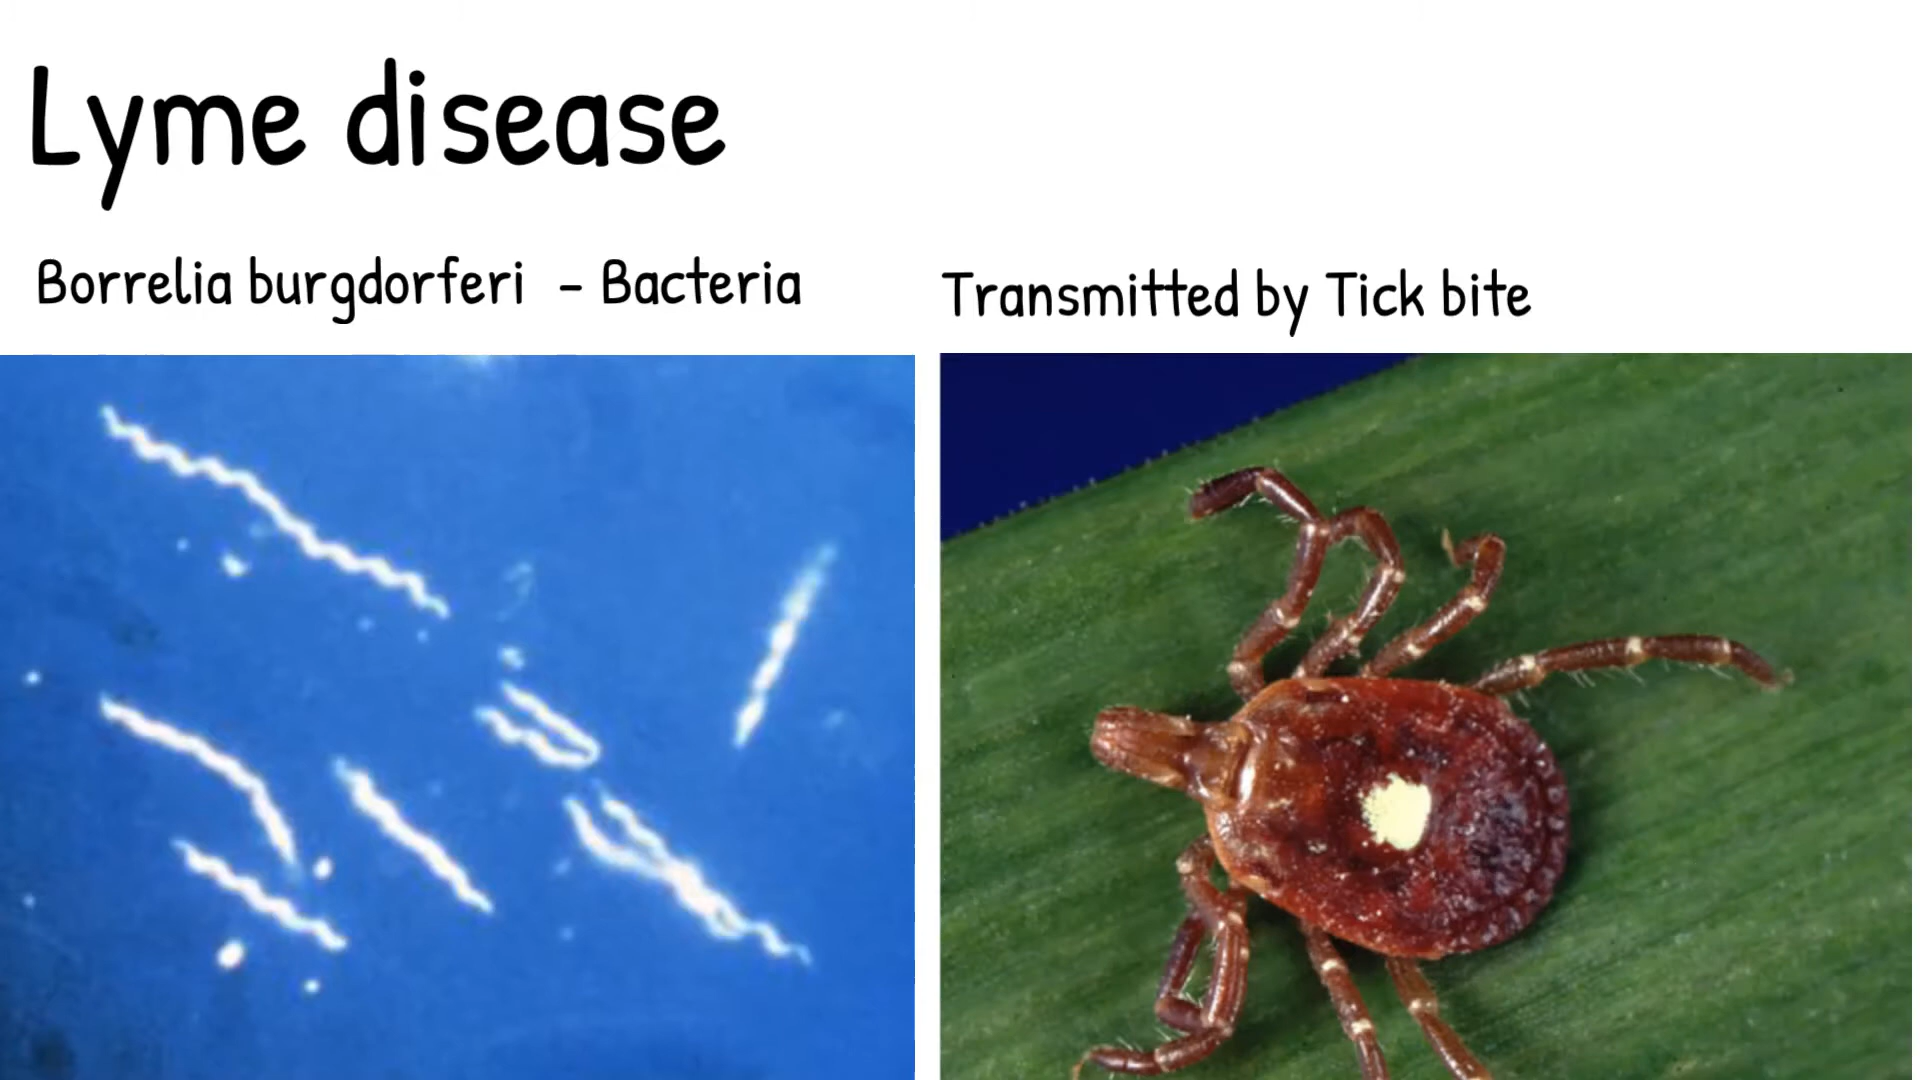 Lyme disease
Borrelia burgdorferi - Bacteria
Transmitted by Tick bite